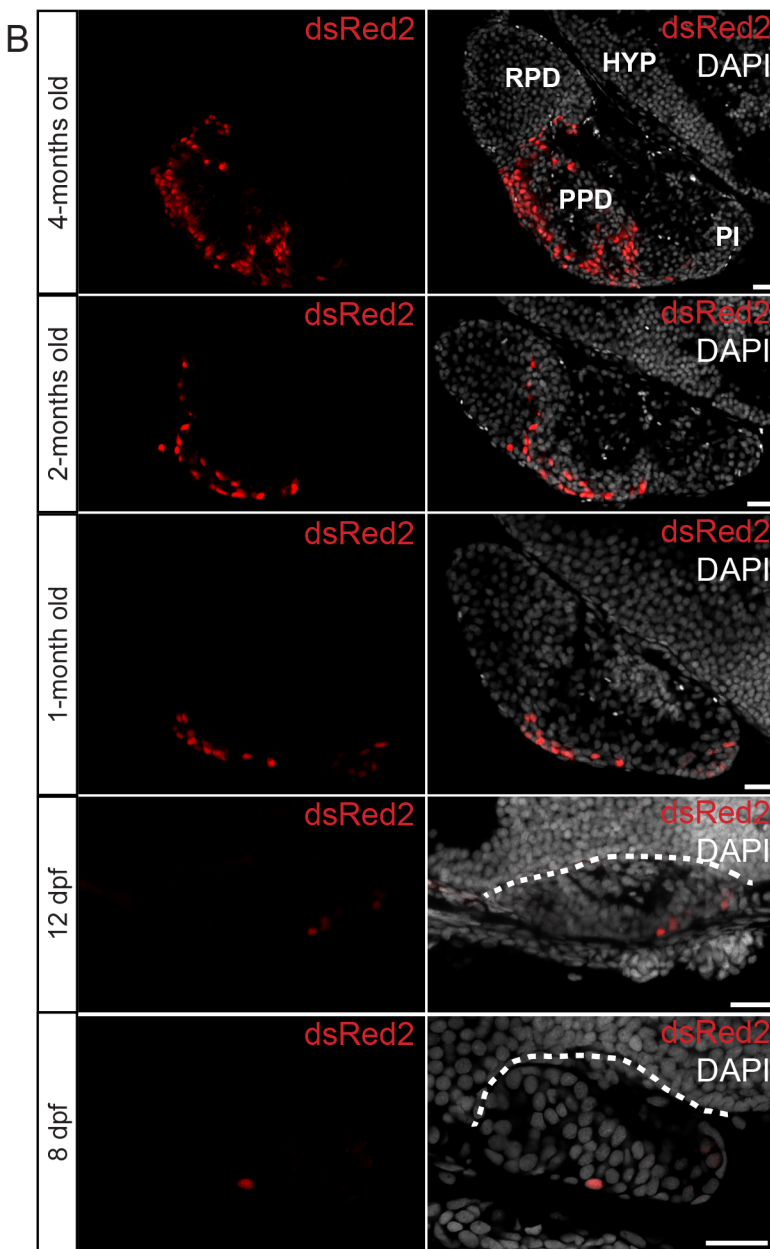 B
4-months old
dsRed2
dsRed2
DAPI
RPD
HYP
PPD
PI
2-months old
dsRed2
dsRed2
DAPI
1-month old
dsRed2
dsRed2
DAPI
12 dpf
dsRed2
dsRed2
DAPI
8 dpf
dsRed2
dsRed2
DAPI